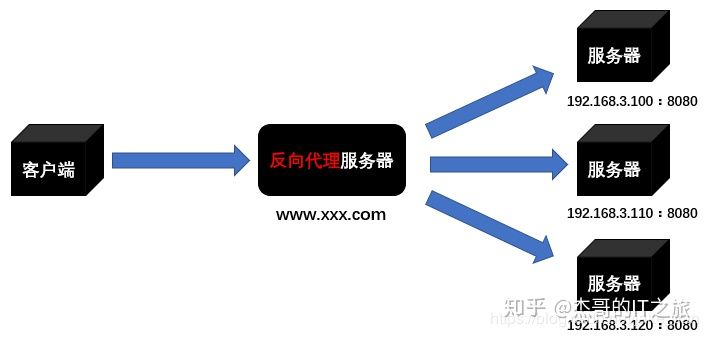 服务器
192.168.3.100：8080
客户端
反向代理服务器
www.xxx.com
服务器
192.168.3.110：8080
服务器
知乎 @杰哥的IT之旅
192.168.3.120：8080